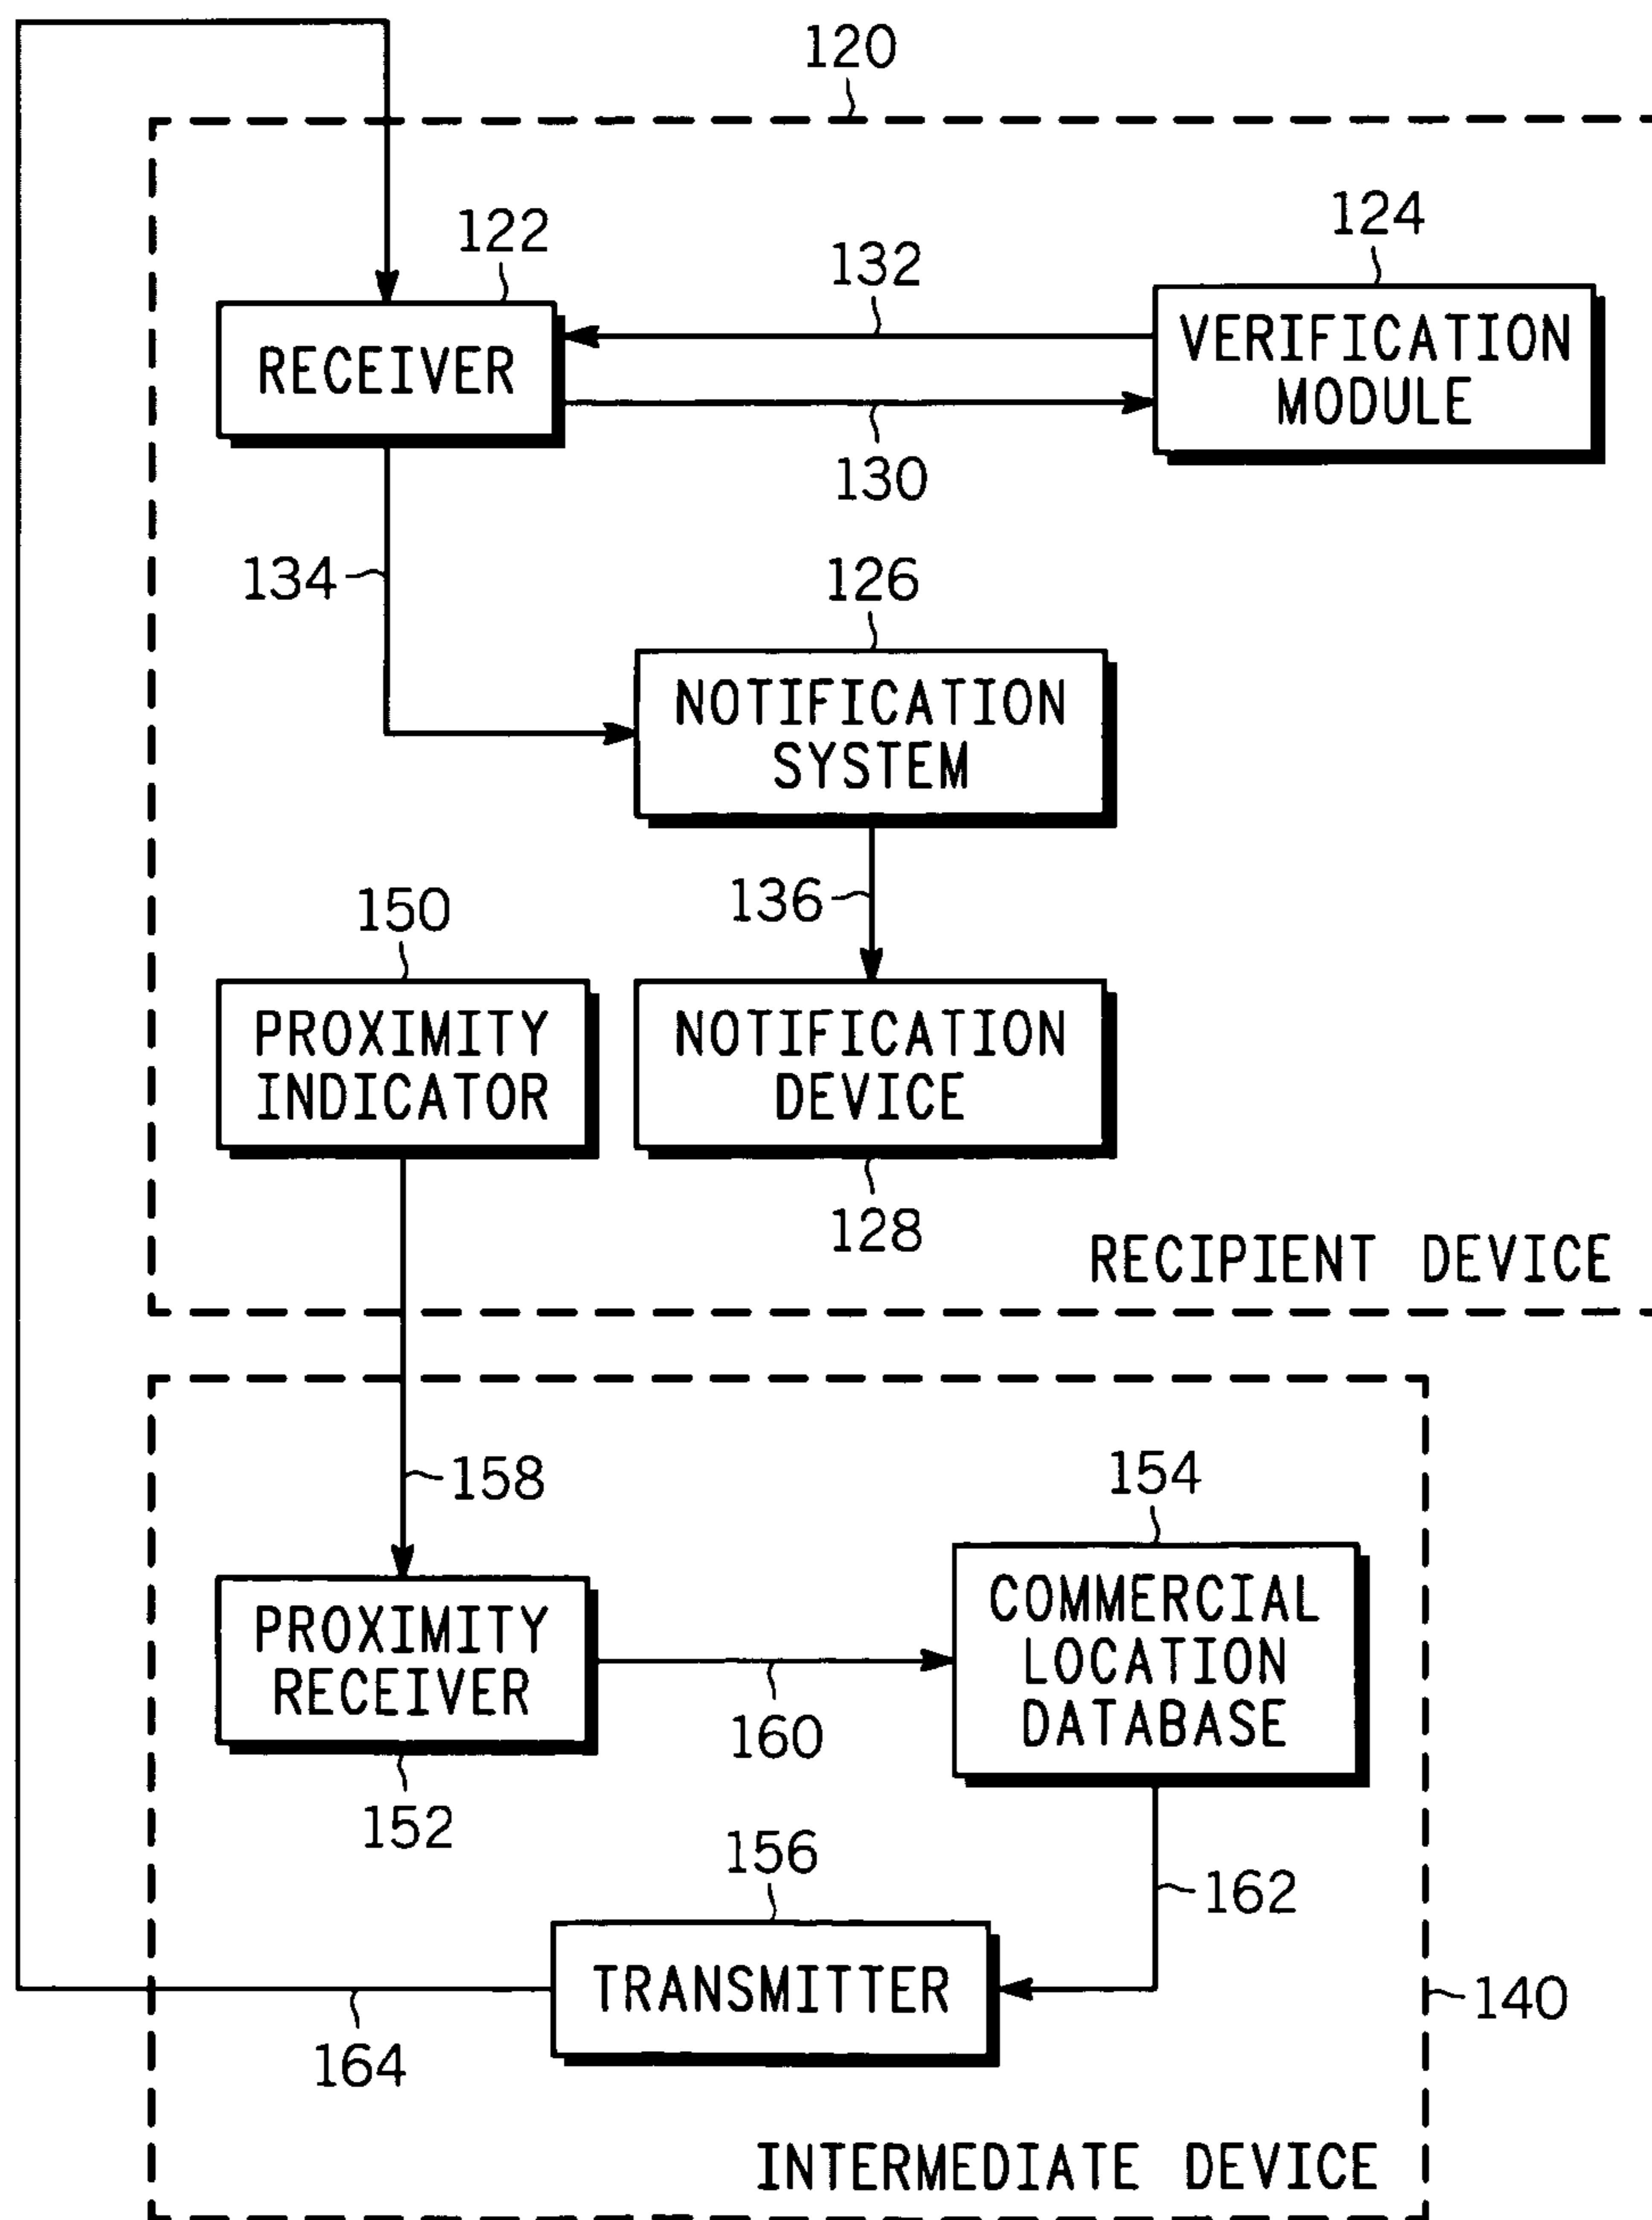 120
122
132
124
RECEIVER
VERIFICATION
MODULE
130
134
126
NOTIFICATION
SYSTEM
136
150
PROXIMITY
INDICATOR
NOTIFICATION
DEVICE
128
RECIPIENT DEVICE
158
154
PROXIMITY
RECEIVER
COMMERCIAL
LOCATION
DATABASE
160
152
156
162
TRANSMITTER
140
164
INTERMEDIATE DEVICE